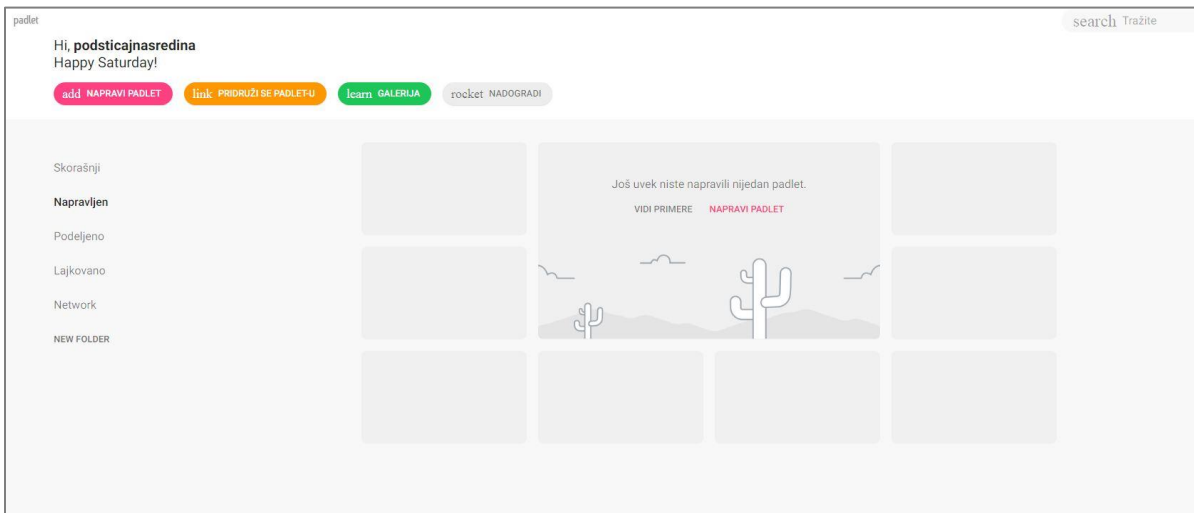 padlet
search Tražite
Hi, podsticajnasredina
Happy Saturday!
add NAPRAVI PADLET link PRIDRUŽI SE PADLET-U learn GALERIJA rocket NADOGRADI
Skorašnji
Napravljen
Podeljeno
Lajkovano
Network
NEW FOLDER
Još uvek niste napravili nijedan padlet.
VIDI PRIMERE NAPRAVI PADLET